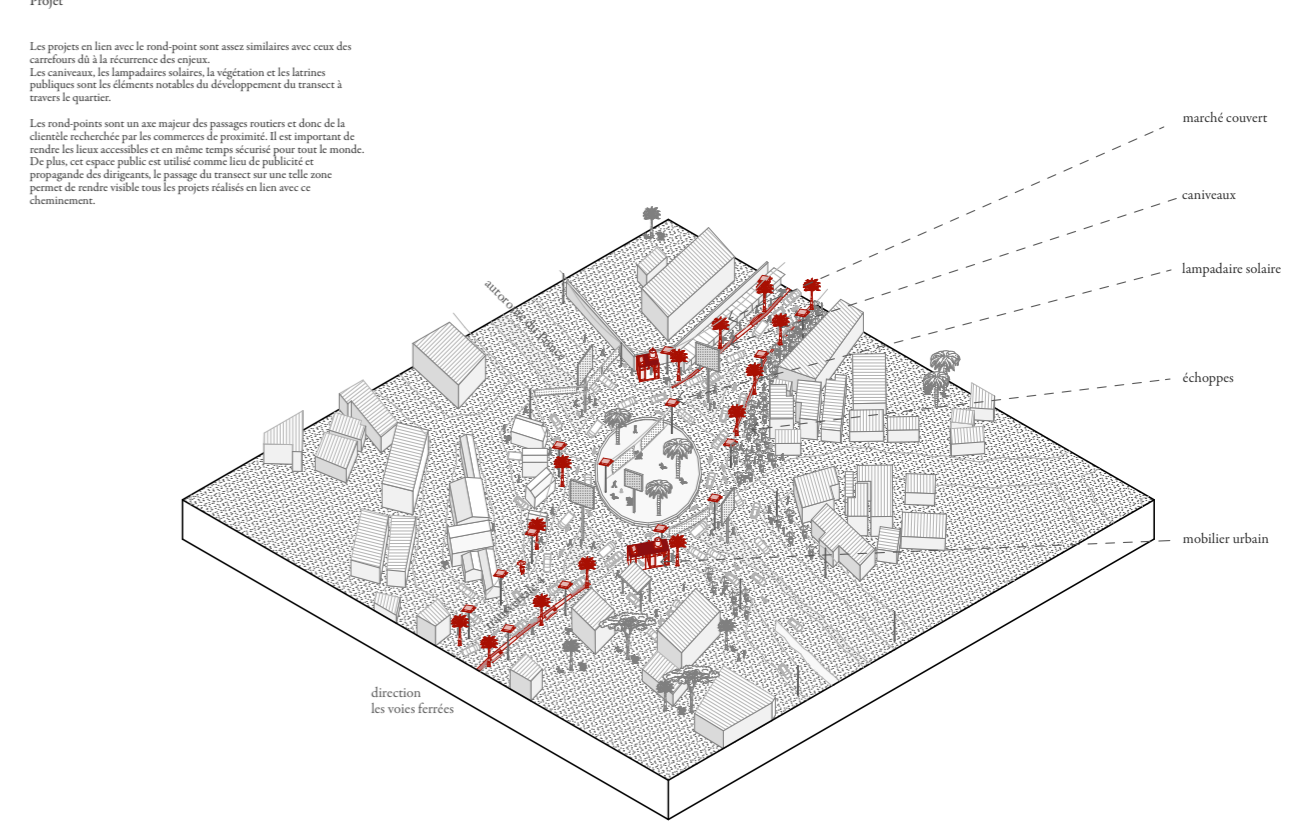 Projet
Les projets en lien avec le rond-point sont assez similaires avec ceux des
carrefours dû à la récurrence des enjeux.
Les caniveaux, les lampadaires solaires, la végétation et les latrines
publiques sont les éléments notables du développement du transect à
travers le quartier.
Les rond-points sont un axe majeur des passages routiers et donc de la
clientèle recherchée par les commerces de proximité. Il est important de
rendre les lieux accessibles et en même temps sécurisé pour tout le monde.
De plus, cet espace public est utilisé comme lieu de publicité et
propagande des dirigeants, le passage du transect sur une telle zone
permet de rendre visible tous les projets réalisés en lien avec ce
cheminement.
marché couvert
caniveaux
lampadaire solaire
échoppes
mobilier urbain
direction
les voies ferrées